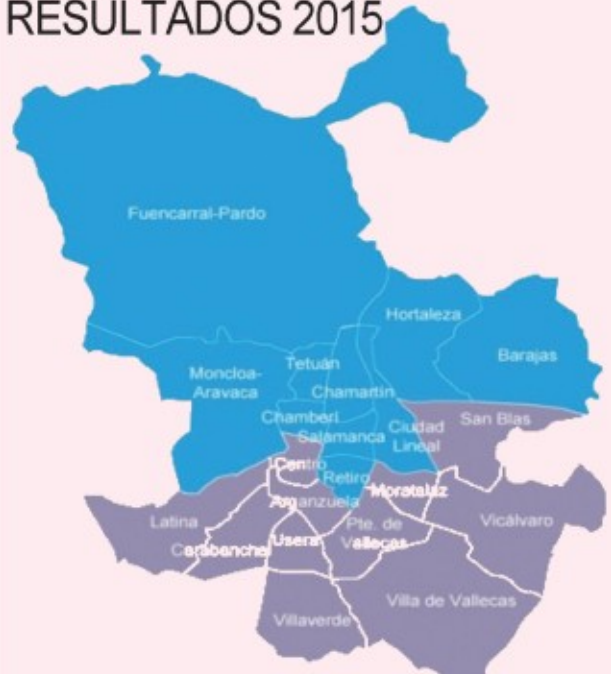 RESULTADOS 2015
Fuencarral-Pardo
Hortaleza
Barajas
Tetuán
Moncloa-
Aravaca
Chamartín
Chamberí
Salamanca
Ciudad
Lineal
San Blas
Centro
Retiro
Moratalaz
Arganzuela
Latina
Pte. de
Vallecas
Vicálvaro
Carabanchel
Usera
Villa de Vallecas
Villaverde